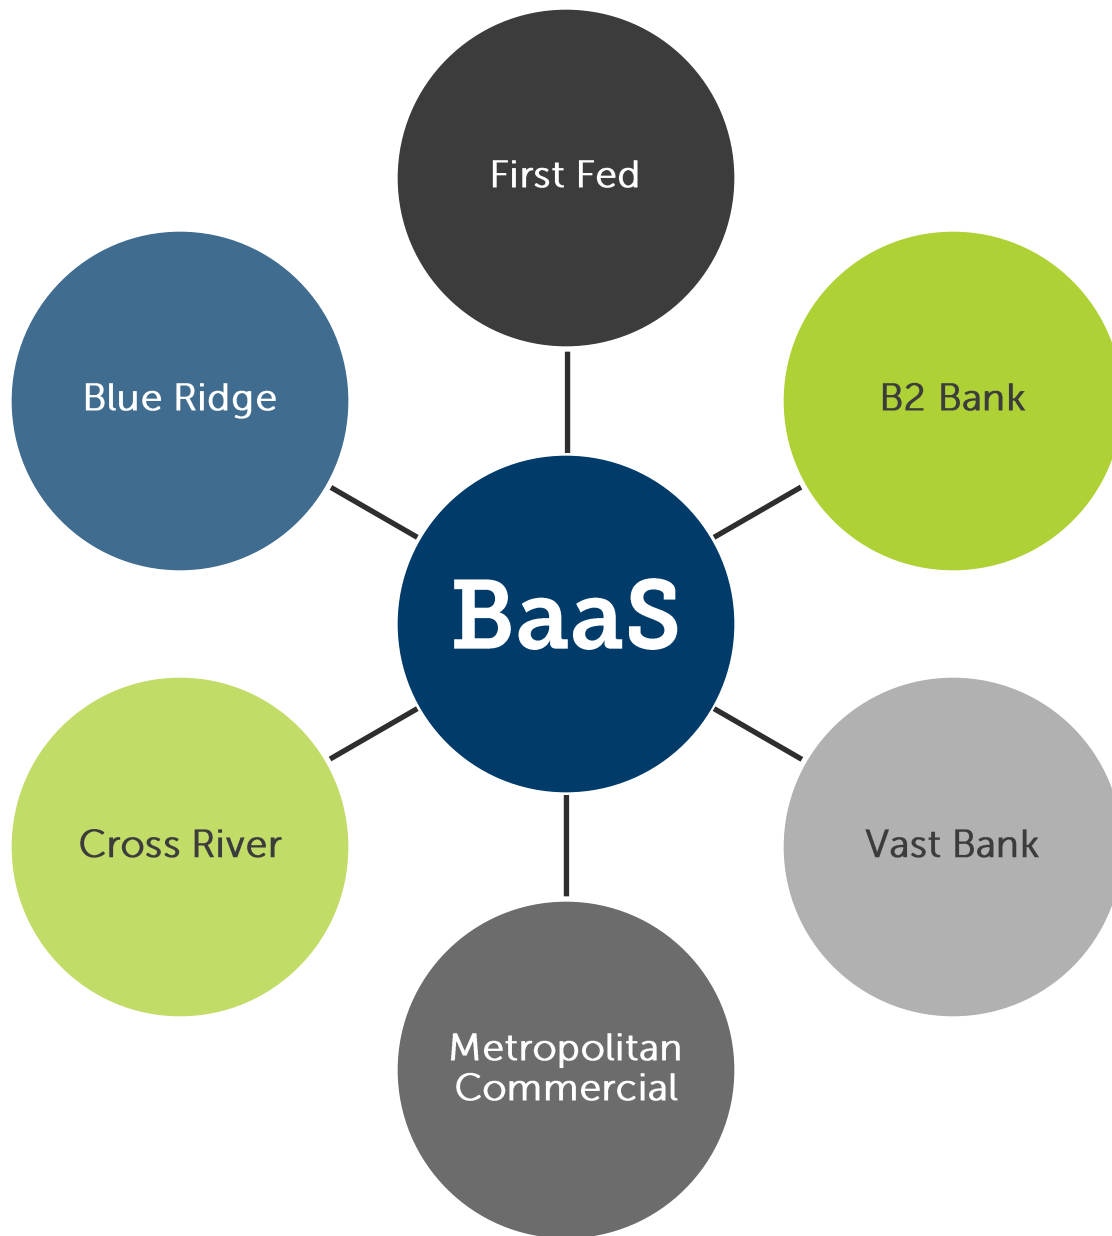 First Fed
Blue Ridge
B2 Bank
BaaS
Cross River
Vast Bank
Metropolitan
Commercial